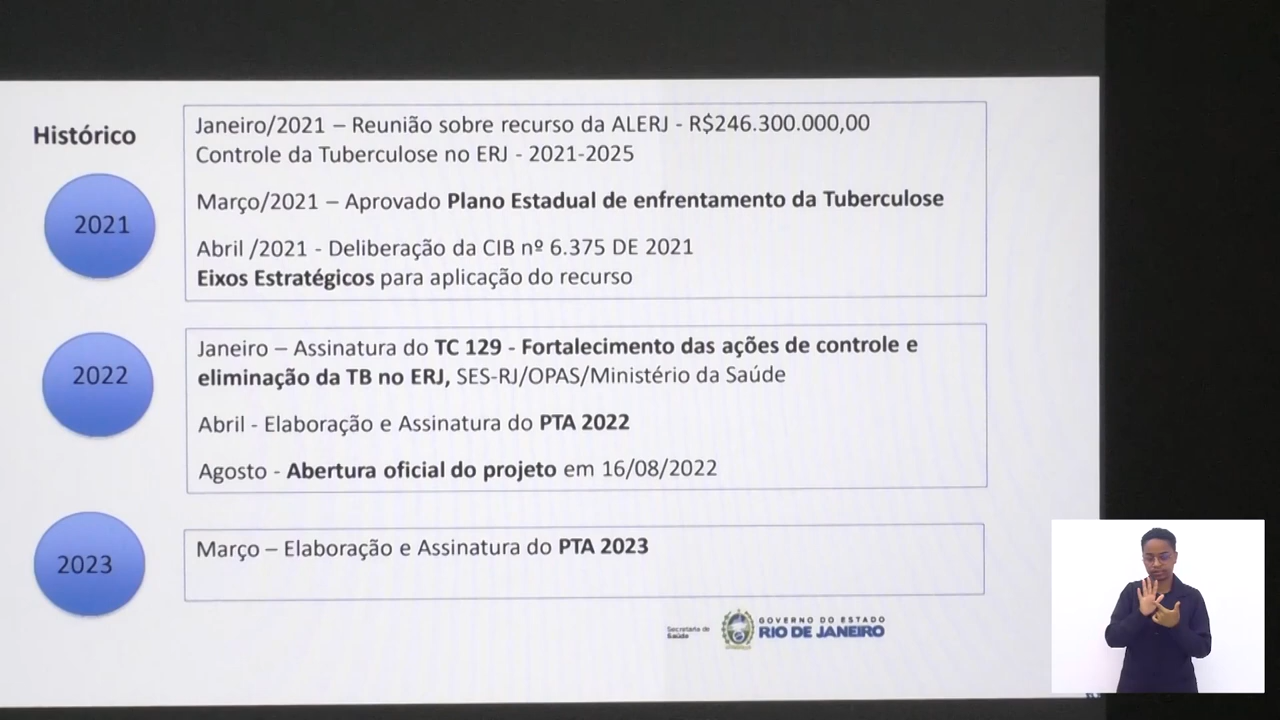 Histórico
2021
Janeiro/2021 – Reunião sobre recurso da ALERJ - R$246.300.000,00
Controle da Tuberculose no ERJ - 2021-2025
Março/2021 – Aprovado Plano Estadual de enfrentamento da Tuberculose
Abril /2021 - Deliberação da CIB nº 6.375 DE 2021
Eixos Estratégicos para aplicação do recurso
2022
Janeiro – Assinatura do TC 129 - Fortalecimento das ações de controle e
eliminação da TB no ERJ, SES-RJ/OPAS/Ministério da Saúde
Abril - Elaboração e Assinatura do PTA 2022
Agosto - Abertura oficial do projeto em 16/08/2022
2023
Março – Elaboração e Assinatura do PTA 2023
Secretaria de
Saúde
GOVERNO DO ESTADO
RIO DE JANEIRO